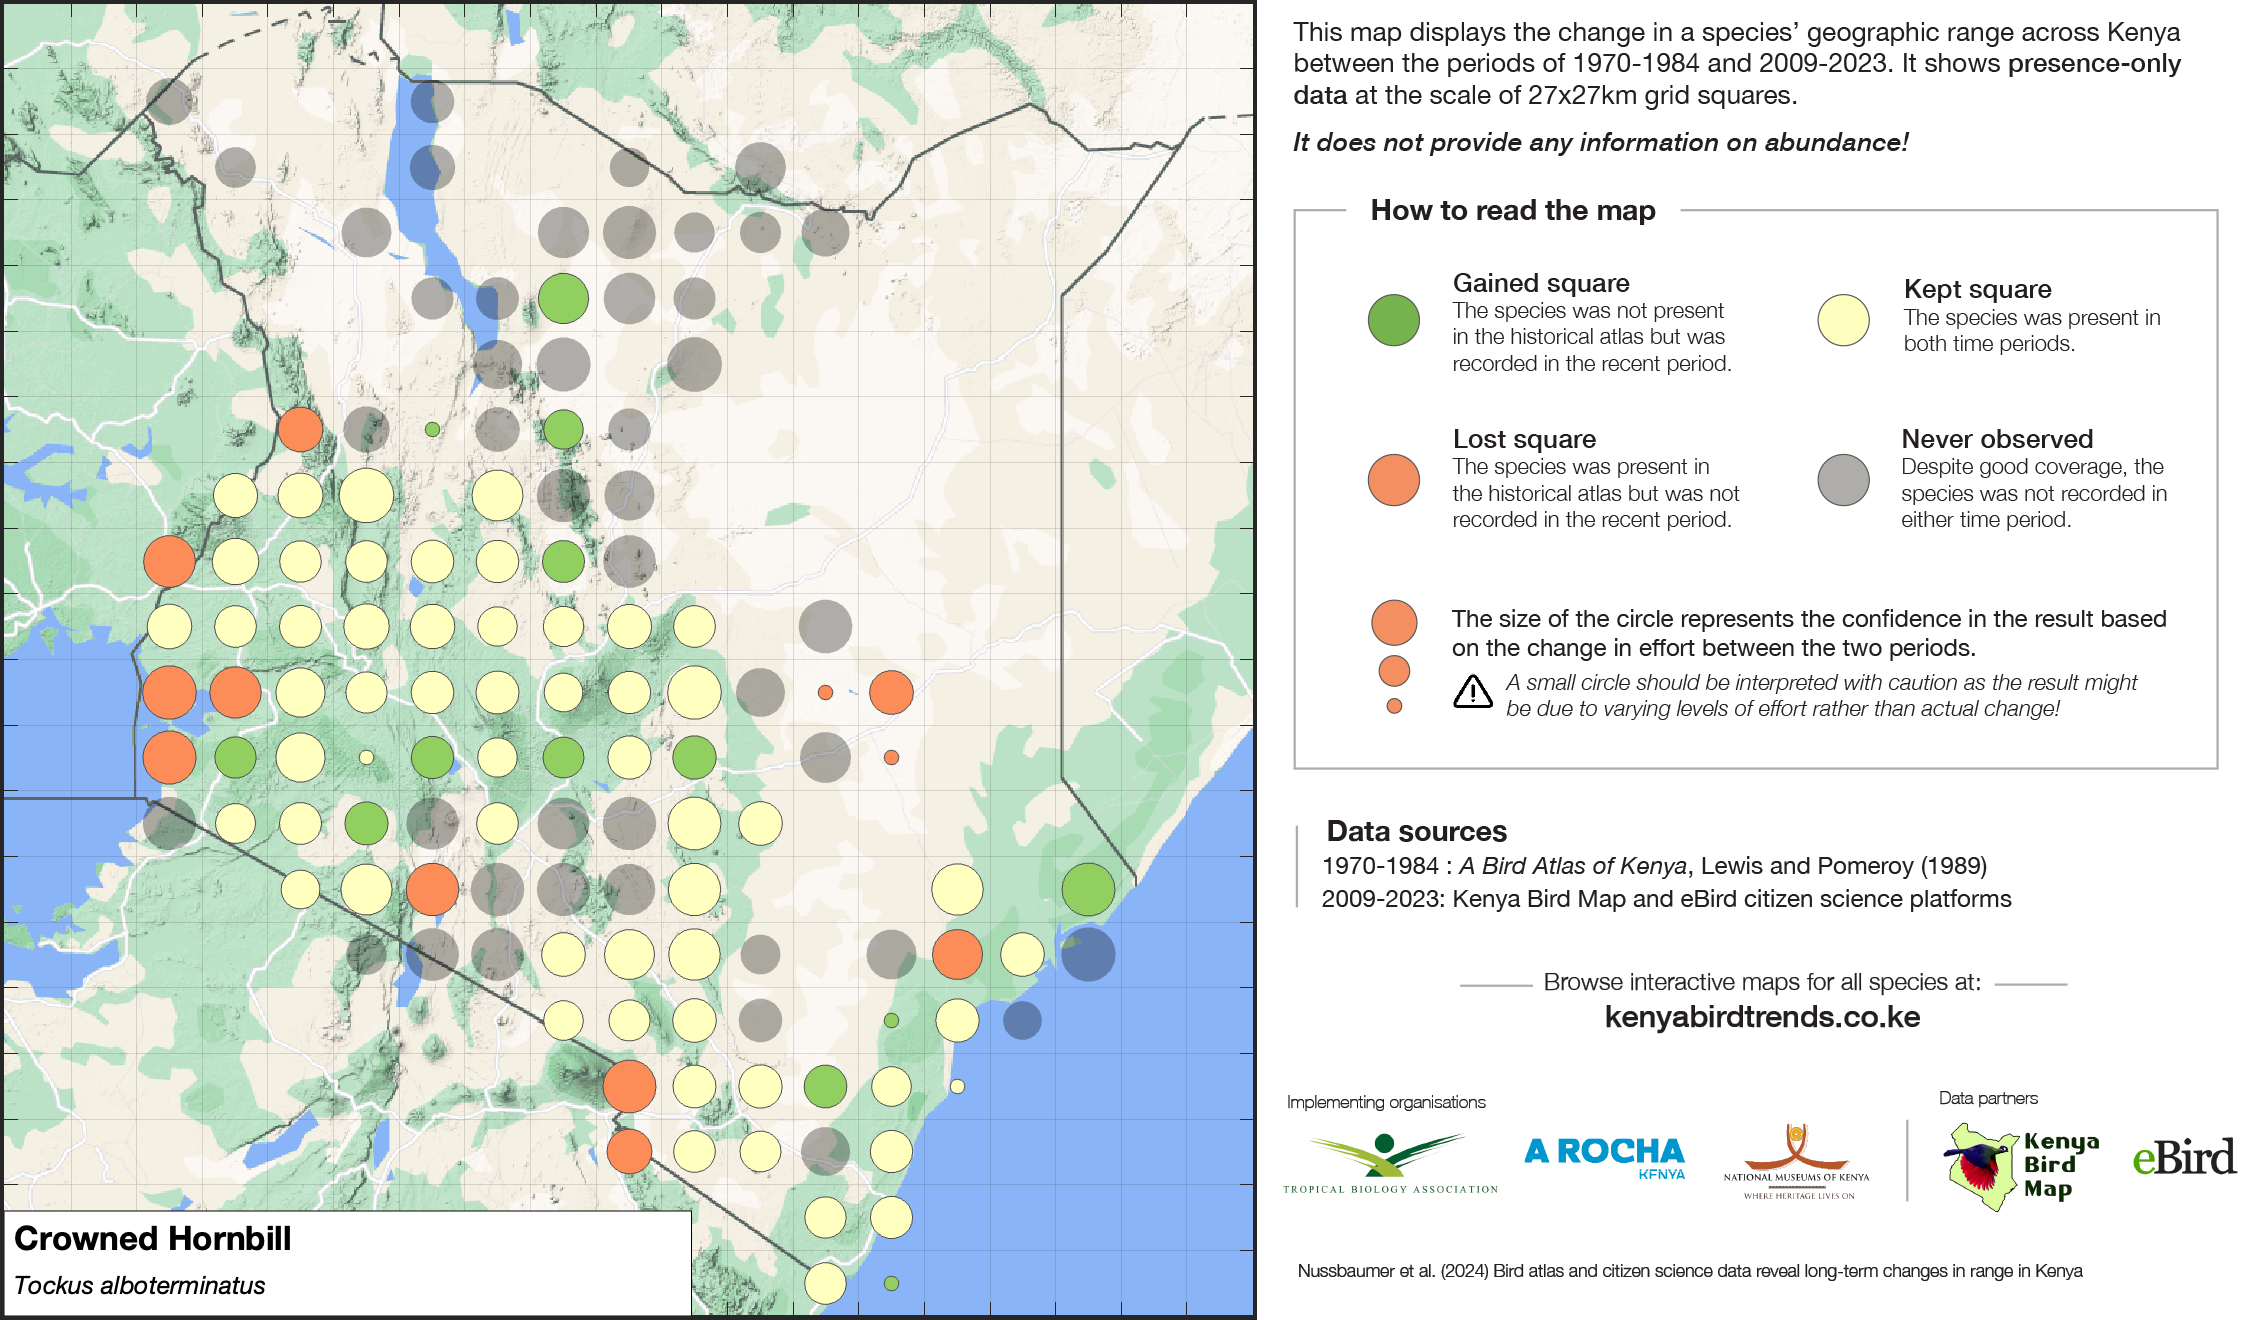 This map displays the change in a species’ geographic range across Kenya
between the periods of 1970-1984 and 2009-2023. It shows presence-only
data at the scale of 27x27km grid squares.
It does not provide any information on abundance!
How to read the map
Gained square
The species was not present
in the historical atlas but was
recorded in the recent period.
Kept square
The species was present in
both time periods.
Lost square
The species was present in
the historical atlas but was not
recorded in the recent period.
Never observed
Despite good coverage, the
species was not recorded in
either time period.
The size of the circle represents the confidence in the result based
on the change in effort between the two periods.
A small circle should be interpreted with caution as the result might
be due to varying levels of effort rather than actual change!
Data sources
1970-1984 : A Bird Atlas of Kenya, Lewis and Pomeroy (1989)
2009-2023: Kenya Bird Map and eBird citizen science platforms
Browse interactive maps for all species at:
kenyabirdtrends.co.ke
Implementing organisations
Data partners
TROPICAL BIOLOGY ASSOCIATION
A ROCHA
KENYA
NATIONAL MUSEUMS OF KENYA
WHERE HERITAGE LIVES ON
Kenya
Bird
Map
eBird
Nussbaumer et al. (2024) Bird atlas and citizen science data reveal long-term changes in range in Kenya
Crowned Hornbill
Tockus alboterminatus